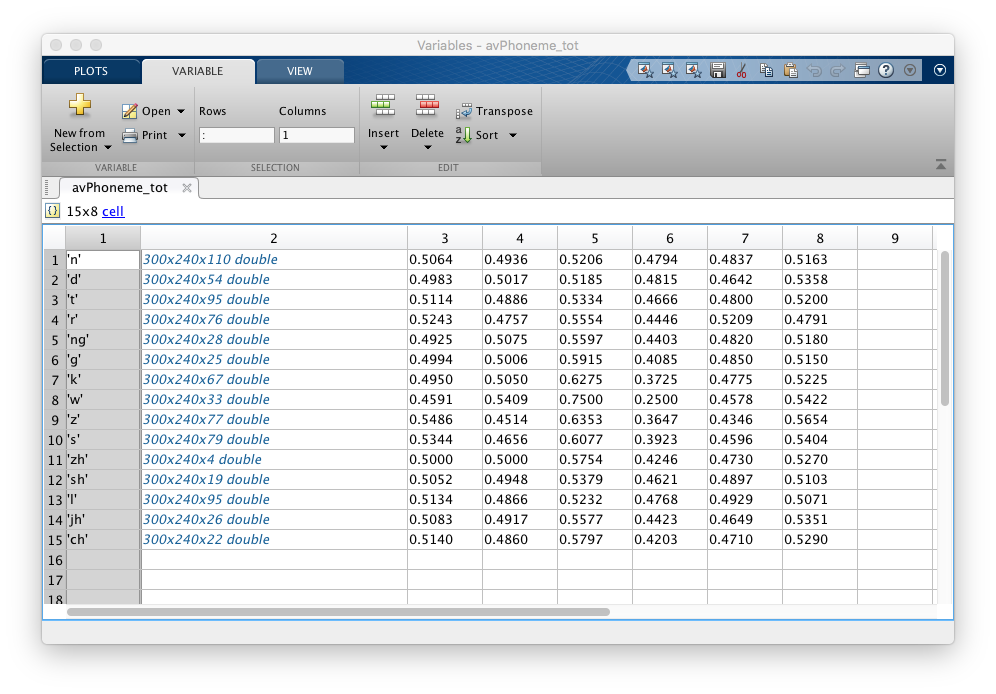 Variables - avPhoneme_tot
PLOTS VARIABLE VIEW
New from Selection Open Print Rows : Columns 1 Insert Delete Transpose Sort
VARIABLE SELECTION EDIT
avPhoneme_tot
{} 15x8 cell
1 2 3 4 5 6 7 8 9
1 'n' 300x240x110 double 0.5064 0.4936 0.5206 0.4794 0.4837 0.5163
2 'd' 300x240x54 double 0.4983 0.5017 0.5185 0.4815 0.4642 0.5358
3 't' 300x240x95 double 0.5114 0.4886 0.5334 0.4666 0.4800 0.5200
4 'r' 300x240x76 double 0.5243 0.4757 0.5554 0.4446 0.5209 0.4791
5 'ng' 300x240x28 double 0.4925 0.5075 0.5597 0.4403 0.4820 0.5180
6 'g' 300x240x25 double 0.4994 0.5006 0.5915 0.4085 0.4850 0.5150
7 'k' 300x240x67 double 0.4950 0.5050 0.6275 0.3725 0.4775 0.5225
8 'w' 300x240x33 double 0.4591 0.5409 0.7500 0.2500 0.4578 0.5422
9 'z' 300x240x77 double 0.5486 0.4514 0.6353 0.3647 0.4346 0.5654
10 's' 300x240x79 double 0.5344 0.4656 0.6077 0.3923 0.4596 0.5404
11 'zh' 300x240x4 double 0.5000 0.5000 0.5754 0.4246 0.4730 0.5270
12 'sh' 300x240x19 double 0.5052 0.4948 0.5379 0.4621 0.4897 0.5103
13 'l' 300x240x95 double 0.5134 0.4866 0.5232 0.4768 0.4929 0.5071
14 'jh' 300x240x26 double 0.5083 0.4917 0.5577 0.4423 0.4649 0.5351
15 'ch' 300x240x22 double 0.5140 0.4860 0.5797 0.4203 0.4710 0.5290
16
17
18